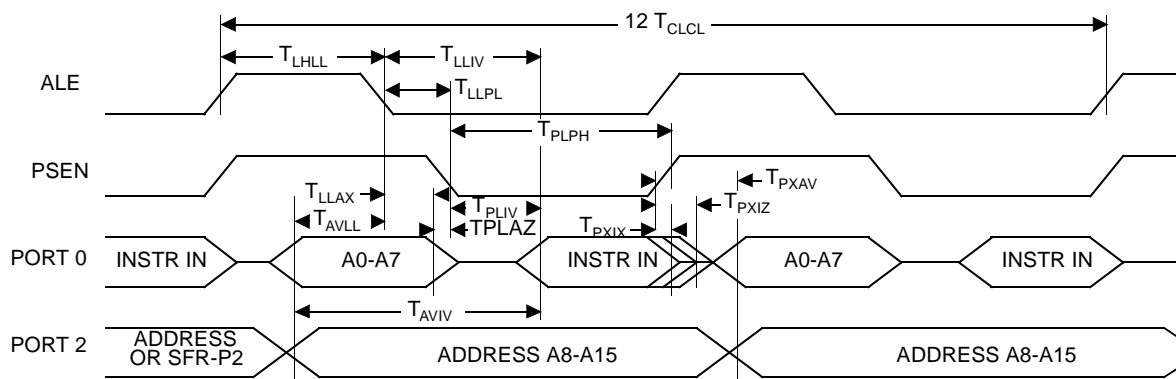 12 TCLCL
TLHLL TLLIV
ALE
TLLPL
TPLPH
PSEN
TLLAX TPXAV
TAVLL TPLIV TPXIZ
TPLAZ TPXIX
PORT 0 INSTR IN A0-A7 INSTR IN A0-A7 INSTR IN
TAVIV
PORT 2 ADDRESS
OR SFR-P2 ADDRESS A8-A15 ADDRESS A8-A15